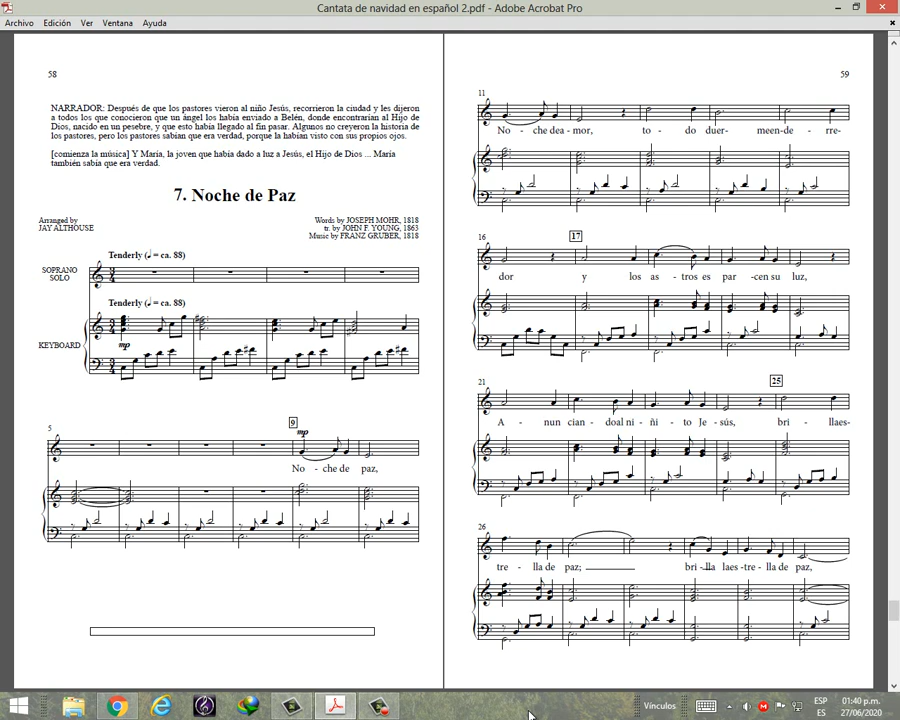 Cantata de navidad en español 2.pdf - Adobe Acrobat Pro
Archivo Edición Ver Ventana Ayuda
58
NARRADOR: Después de que los pastores vieron al niño Jesús, recorrieron la ciudad y les dijeron
a todos los que conocieron que un ángel los había enviado a Belén, donde encontrarían al Hijo de
Dios, nacido en un pesebre, y que esto había llegado al fin pasar. Algunos no creyeron la historia de
los pastores, pero los pastores sabían que era verdad, porque la habían visto con sus propios ojos.
[comienza la música] Y María, la joven que había dado a luz a Jesús, el Hijo de Dios ... María
también sabía que era verdad.
7. Noche de Paz
Arranged by
JAY ALTHOUSE
Words by JOSEPH MOHR, 1818
tr. by JOHN F. YOUNG, 1863
Music by FRANZ GRUBER, 1818
Tenderly (♩ = ca. 88)
SOPRANO
SOLO
Tenderly (♩ = ca. 88)
KEYBOARD
mp
5
9
mp
No - che de paz,
59
11
No - che dea - mor, to - do duer - meen - de - rre-
16
17
dor y los as - tros es par - cen su luz,
21
25
A - nun cian - doal ni - ñi - to Je - sús, bri - llaes-
26
tre - lla de paz; bri - lla laes - tre - lla de paz,
Vínculos
ESP
ES
01:40 p.m.
27/06/2020